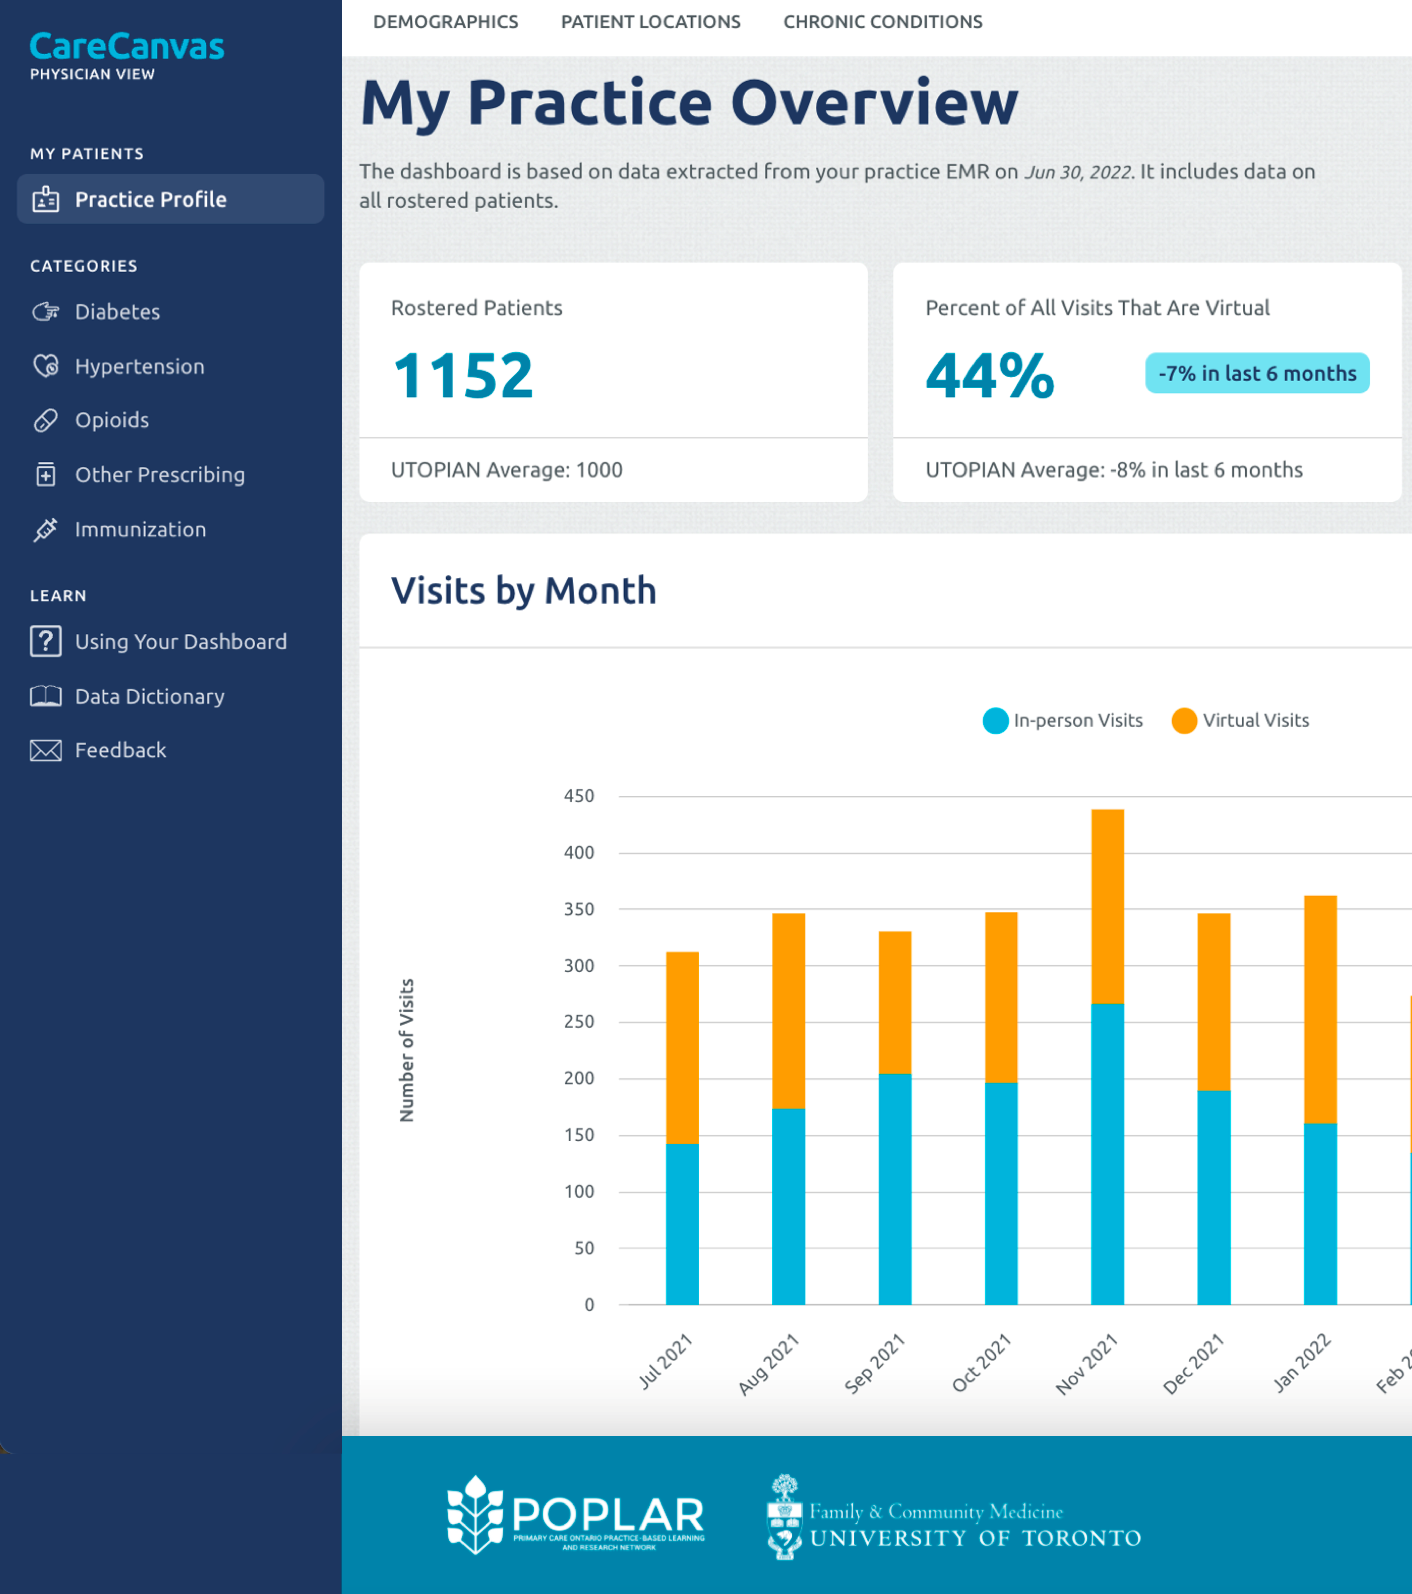 CareCanvas
PHYSICIAN VIEW
MY PATIENTS
Practice Profile
CATEGORIES
Diabetes
Hypertension
Opioids
Other Prescribing
Immunization
LEARN
Using Your Dashboard
Data Dictionary
Feedback
DEMOGRAPHICS PATIENT LOCATIONS CHRONIC CONDITIONS
My Practice Overview
The dashboard is based on data extracted from your practice EMR on Jun 30, 2022. It includes data on
all rostered patients.
Rostered Patients
1152
UTOPIAN Average: 1000
Percent of All Visits That Are Virtual
44% -7% in last 6 months
UTOPIAN Average: -8% in last 6 months
Visits by Month
In-person Visits Virtual Visits
Number of Visits
450
400
350
300
250
200
150
100
50
0
Jul 2021
Aug 2021
Sep 2021
Oct 2021
Nov 2021
Dec 2021
Jan 2022
Feb
POPLAR
PRIMARY CARE ONTARIO PRACTICE-BASED LEARNING
AND RESEARCH NETWORK
Family & Community Medicine
UNIVERSITY OF TORONTO